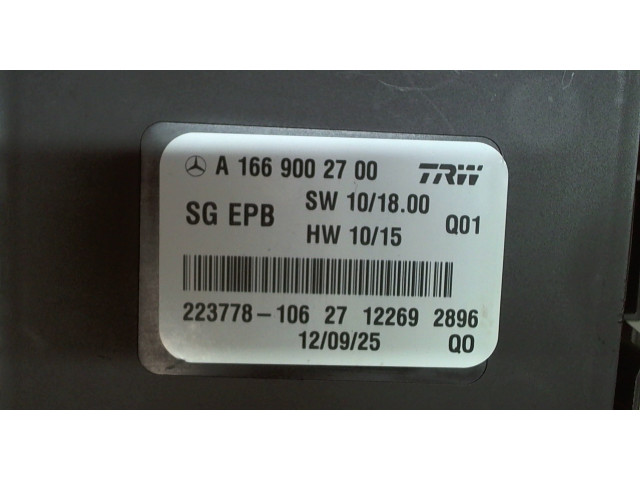 A 166 900 27 00 TRW
SG EPB SW 10/18.00 Q01
HW 10/15
223778-106 27 12269 2896
12/09/25 QO